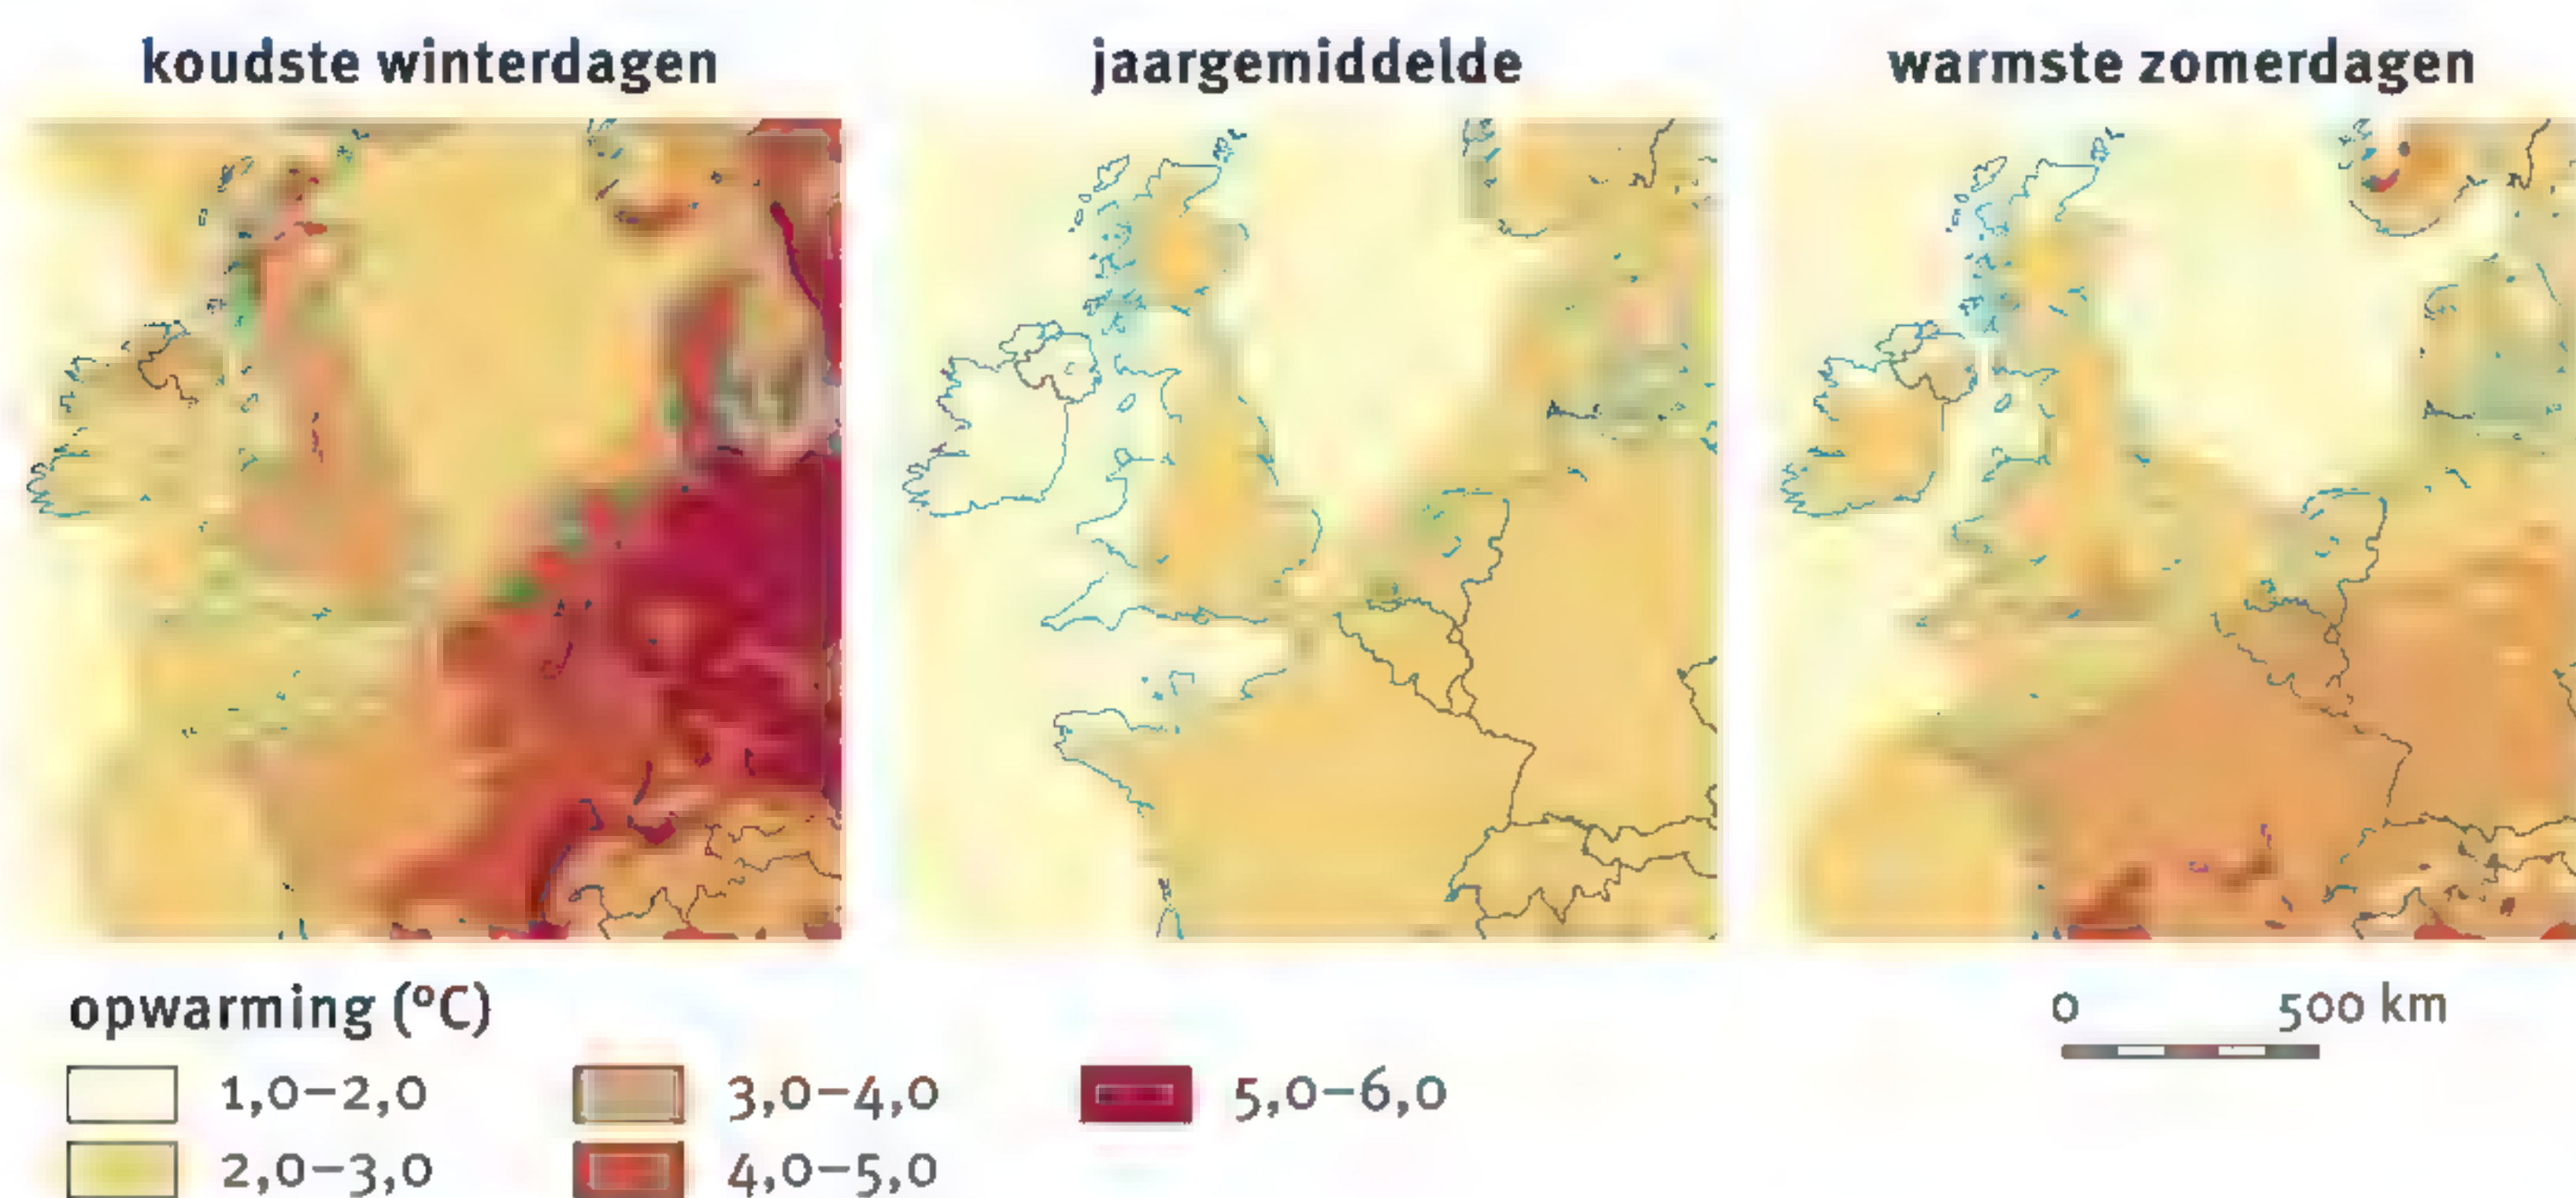 koudste winterdagen
jaargemiddelde
warmste zomerdagen
opwarming (°C)
1,0–2,0
2,0–3,0
3,0–4,0
4,0–5,0
5,0–6,0
0 500 km